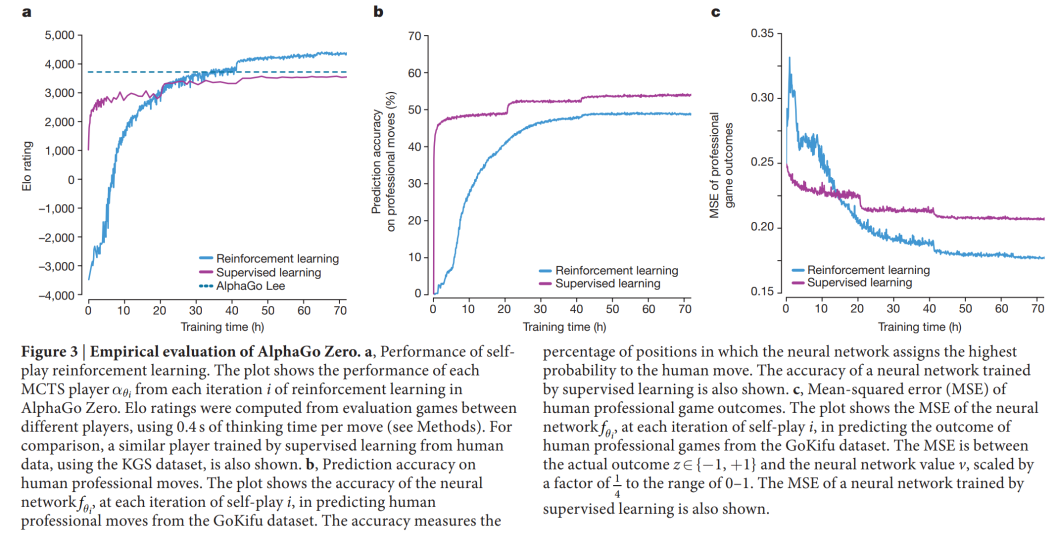 a
5,000
4,000
3,000
2,000
1,000
0
–1,000
–2,000
–3,000
–4,000
Elo rating
Reinforcement learning
Supervised learning
AlphaGo Lee
0 10 20 30 40 50 60 70
Training time (h)
b
70
60
50
40
30
20
10
0
Prediction accuracy
on professional moves (%)
Reinforcement learning
Supervised learning
0 10 20 30 40 50 60 70
Training time (h)
c
0.35
0.30
0.25
0.20
0.15
MSE of professional
game outcomes
Reinforcement learning
Supervised learning
0 10 20 30 40 50 60 70
Training time (h)
Figure 3 | Empirical evaluation of AlphaGo Zero. a, Performance of self-
play reinforcement learning. The plot shows the performance of each
MCTS player αθi from each iteration i of reinforcement learning in
AlphaGo Zero. Elo ratings were computed from evaluation games between
different players, using 0.4 s of thinking time per move (see Methods). For
comparison, a similar player trained by supervised learning from human
data, using the KGS dataset, is also shown. b, Prediction accuracy on
human professional moves. The plot shows the accuracy of the neural
network fθi, at each iteration of self-play i, in predicting human
professional moves from the GoKifu dataset. The accuracy measures the
percentage of positions in which the neural network assigns the highest
probability to the human move. The accuracy of a neural network trained
by supervised learning is also shown. c, Mean-squared error (MSE) of
human professional game outcomes. The plot shows the MSE of the neural
network fθi, at each iteration of self-play i, in predicting the outcome of
human professional games from the GoKifu dataset. The MSE is between
the actual outcome z ∈ {−1, +1} and the neural network value v, scaled by
a factor of 1/4 to the range of 0–1. The MSE of a neural network trained by
supervised learning is also shown.